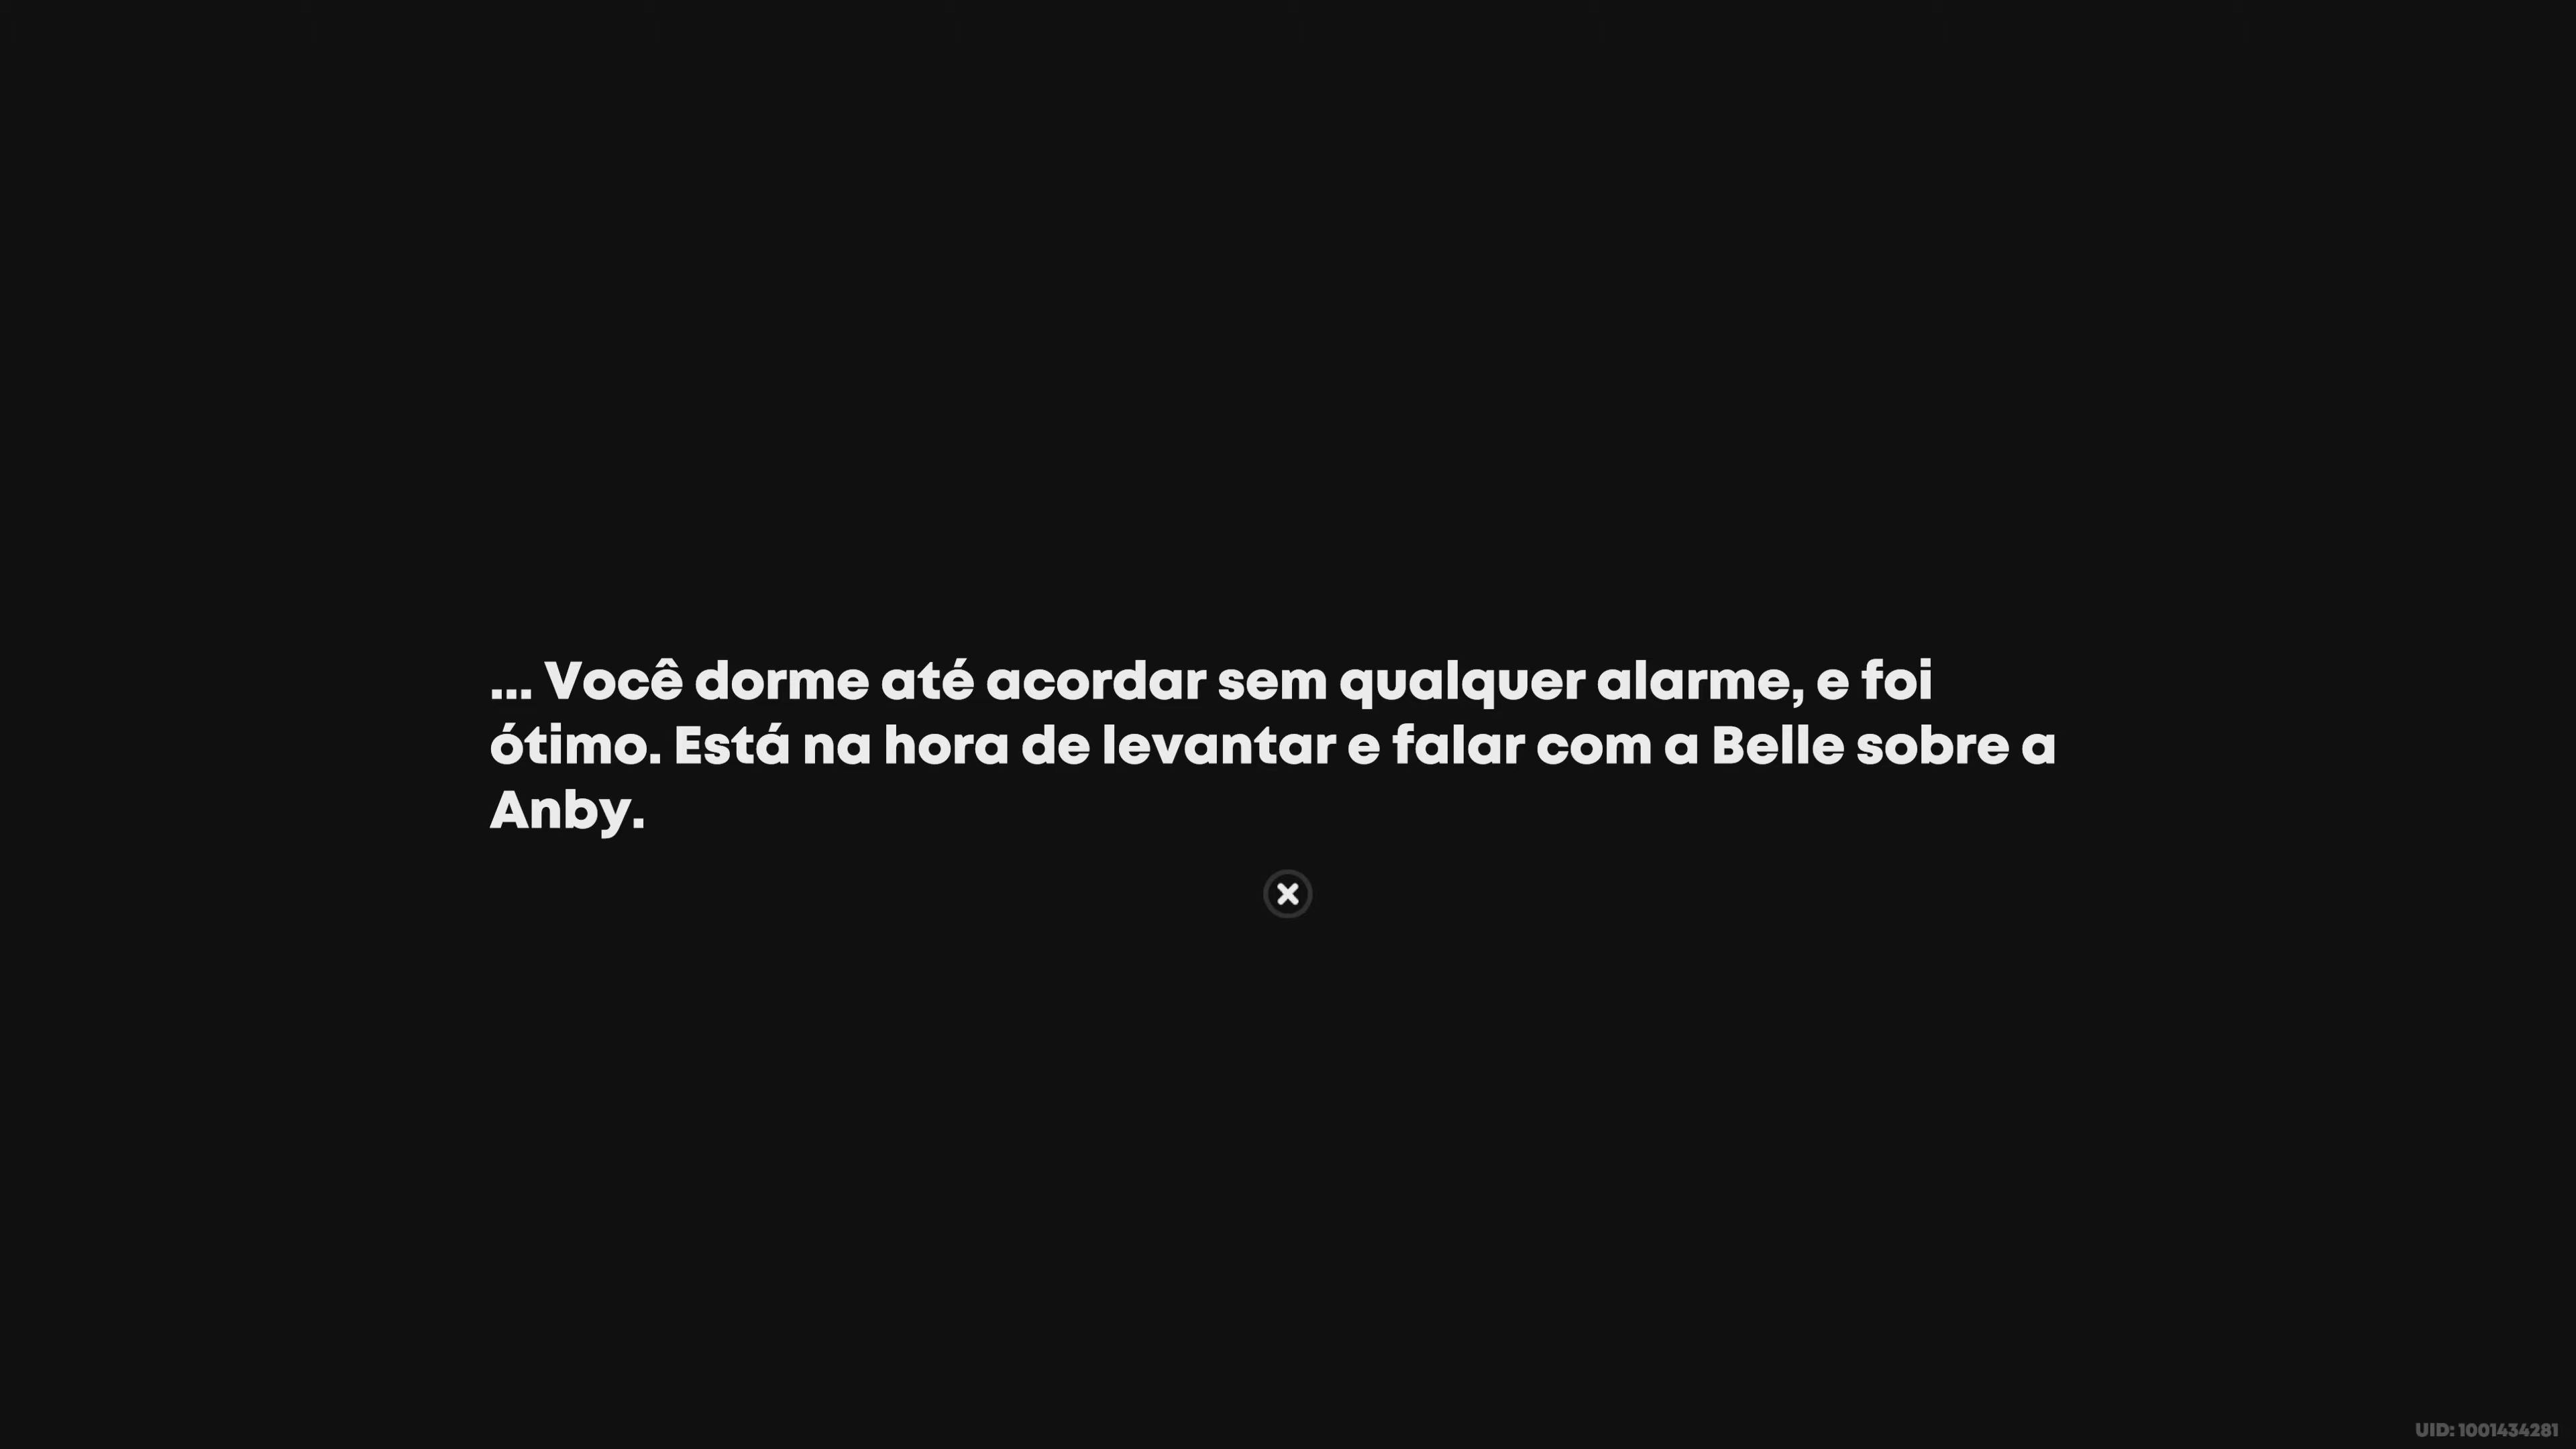 ... Você dorme até acordar sem qualquer alarme, e foi
ótimo. Está na hora de levantar e falar com a Belle sobre a
Anby.
UID: 1001434281